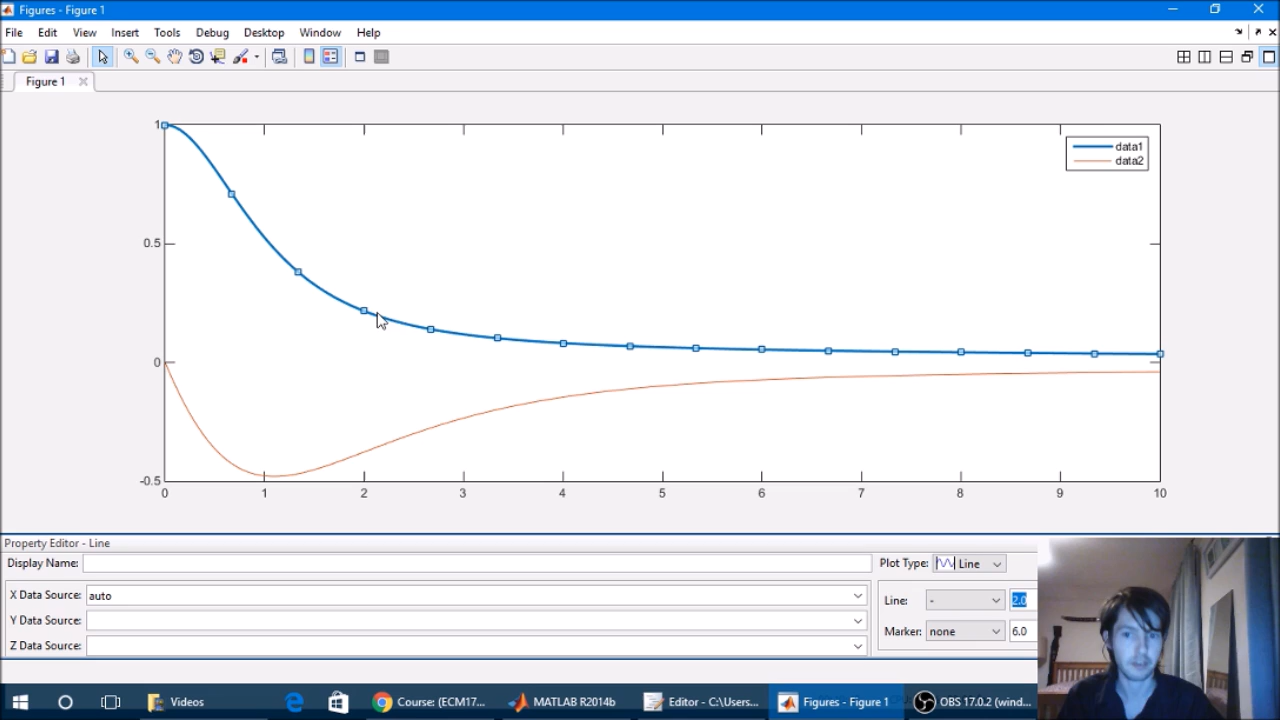 Figures - Figure 1
File Edit View Insert Tools Debug Desktop Window Help
Figure 1
1
0.5
0
-0.5
0 1 2 3 4 5 6 7 8 9 10
data1
data2
Property Editor - Line
Display Name:
Plot Type: Line
X Data Source: auto
Line: - 2.0
Y Data Source:
Marker: none 6.0
Z Data Source:
Videos
Course: (ECM17...
MATLAB R2014b
Editor - C:\Users...
Figures - Figure 1
OBS 17.0.2 (wind...